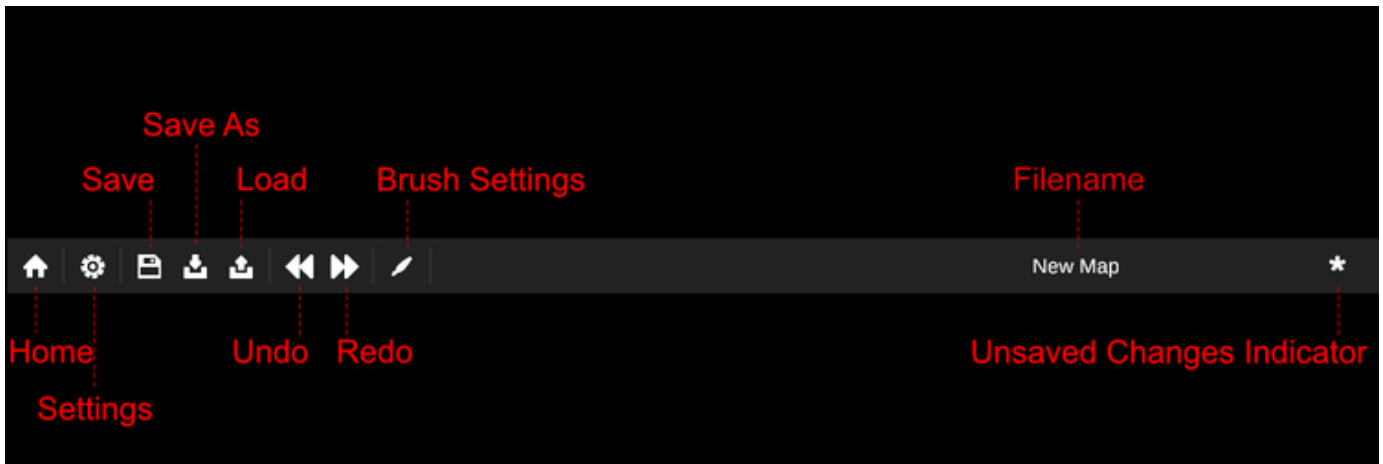 Save As
Save
Load
Brush Settings
Filename
New Map
*
Home
Undo
Redo
Unsaved Changes Indicator
Settings